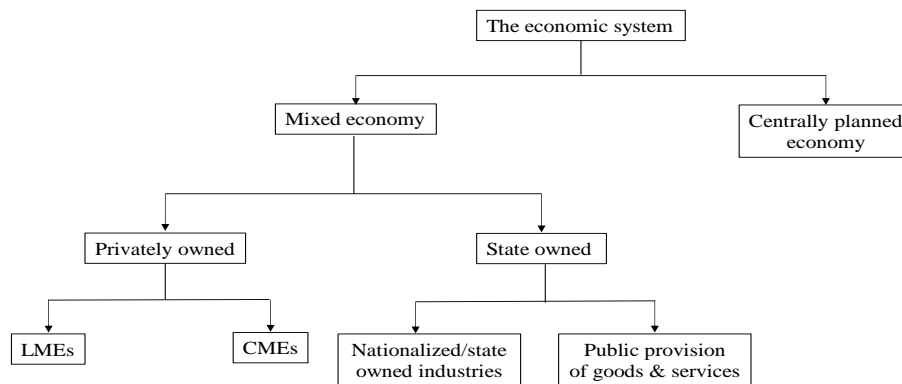 The economic system
Mixed economy
Centrally planned
economy
Privately owned
State owned
LMEs
CMEs
Nationalized/state
owned industries
Public provision
of goods & services